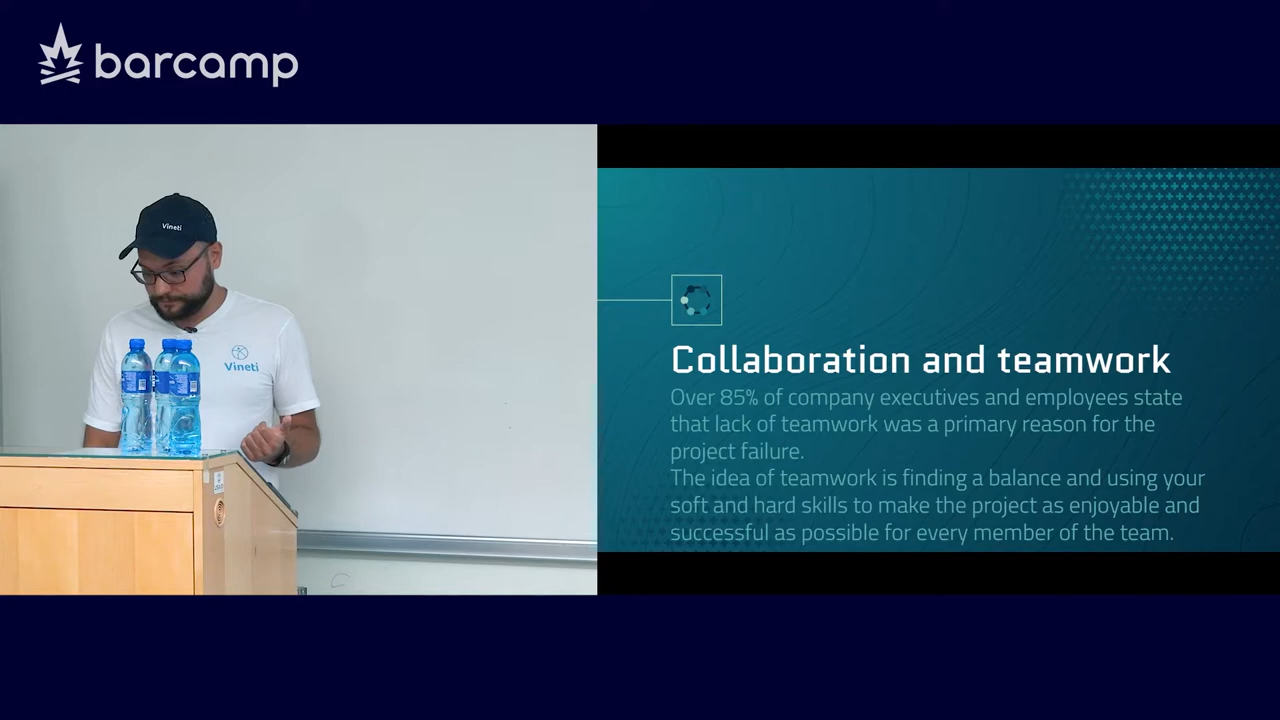 barcamp
Vineti
Vineti
Collaboration and teamwork
Over 85% of company executives and employees state
that lack of teamwork was a primary reason for the
project failure.
The idea of teamwork is finding a balance and using your
soft and hard skills to make the project as enjoyable and
successful as possible for every member of the team.